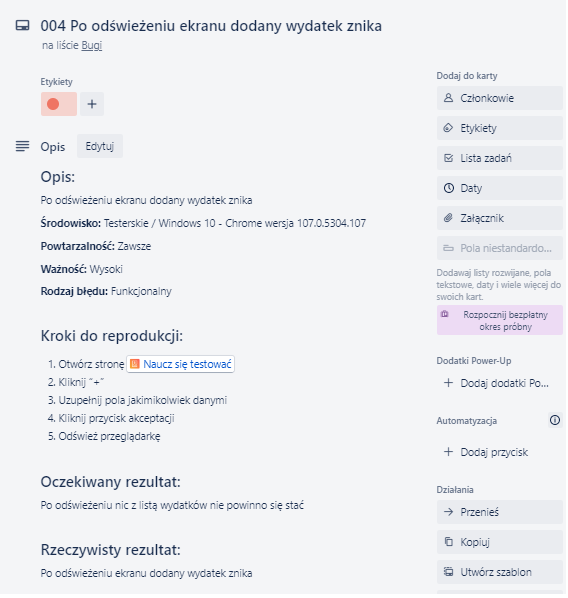 004 Po odświeżeniu ekranu dodany wydatek znika
na liście Bugi
Etykiety
Opis
Edytuj
Opis:
Po odświeżeniu ekranu dodany wydatek znika
Środowisko: Testerskie / Windows 10 - Chrome wersja 107.0.5304.107
Powtarzalność: Zawsze
Ważność: Wysoki
Rodzaj błędu: Funkcjonalny
Kroki do reprodukcji:
1. Otwórz stronę Naucz się testować
2. Kliknij "+"
3. Uzupełnij pola jakimikolwiek danymi
4. Kliknij przycisk akceptacji
5. Odśwież przeglądarkę
Oczekiwany rezultat:
Po odświeżeniu nic z listą wydatków nie powinno się stać
Rzeczywisty rezultat:
Po odświeżeniu ekranu dodany wydatek znika
Dodaj do karty
Członkowie
Etykiety
Lista zadań
Daty
Załącznik
Pola niestandardo...
Dodawaj listy rozwijane, pola
tekstowe, daty i wiele więcej do
swoich kart.
Rozpocznij bezpłatny
okres próbny
Dodatki Power-Up
+ Dodaj dodatki Po...
Automatyzacja
+ Dodaj przycisk
Działania
Przenieś
Kopiuj
Utwórz szablon